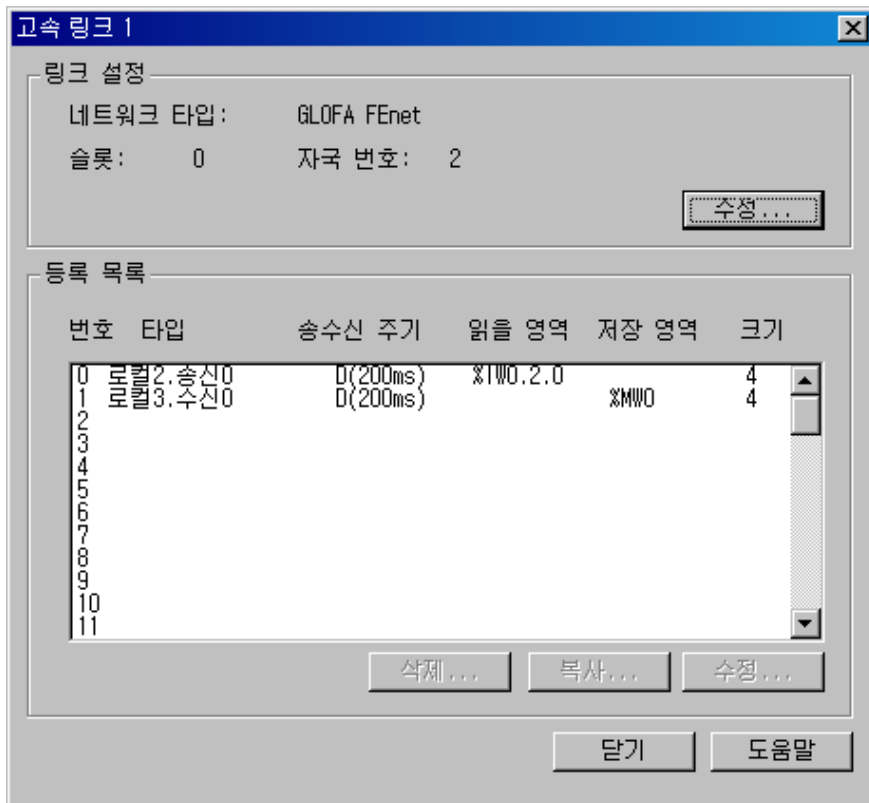 고속 링크 1
링크 설정
네트워크 타입: GLOFA FEnet
슬롯: 0 자국 번호: 2
수정...
등록 목록
번호 타입 송수신 주기 읽을 영역 저장 영역 크기
0 로컬2.송신0 D(200ms) %IW0.2.0 4
1 로컬3.수신0 D(200ms) %MW0 4
2
3
4
5
6
7
8
9
10
11
삭제... 복사... 수정...
닫기 도움말